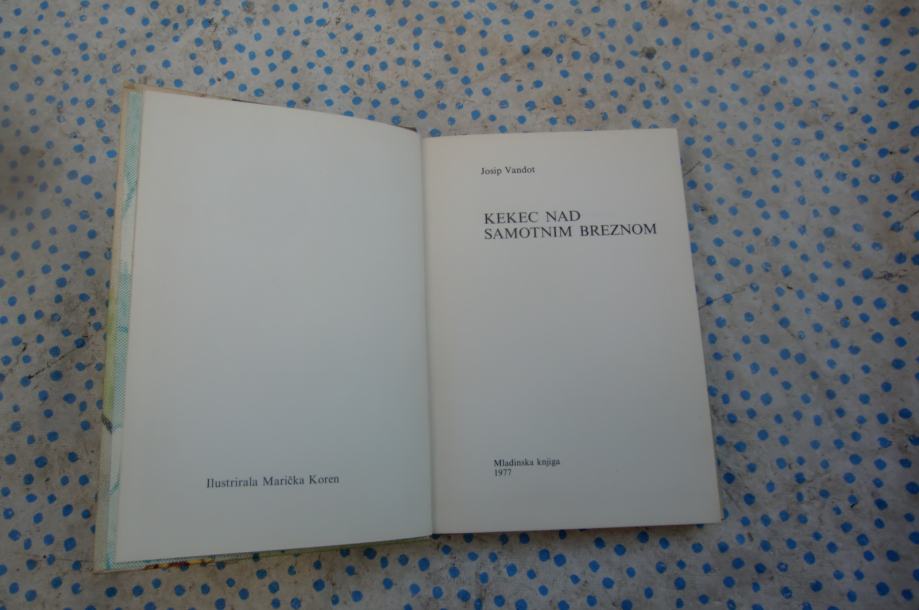 Ilustrirala Marička Koren
Josip Vandot
KEKEC NAD
SAMOTNIM BREZNOM
Mladinska knjiga
1977